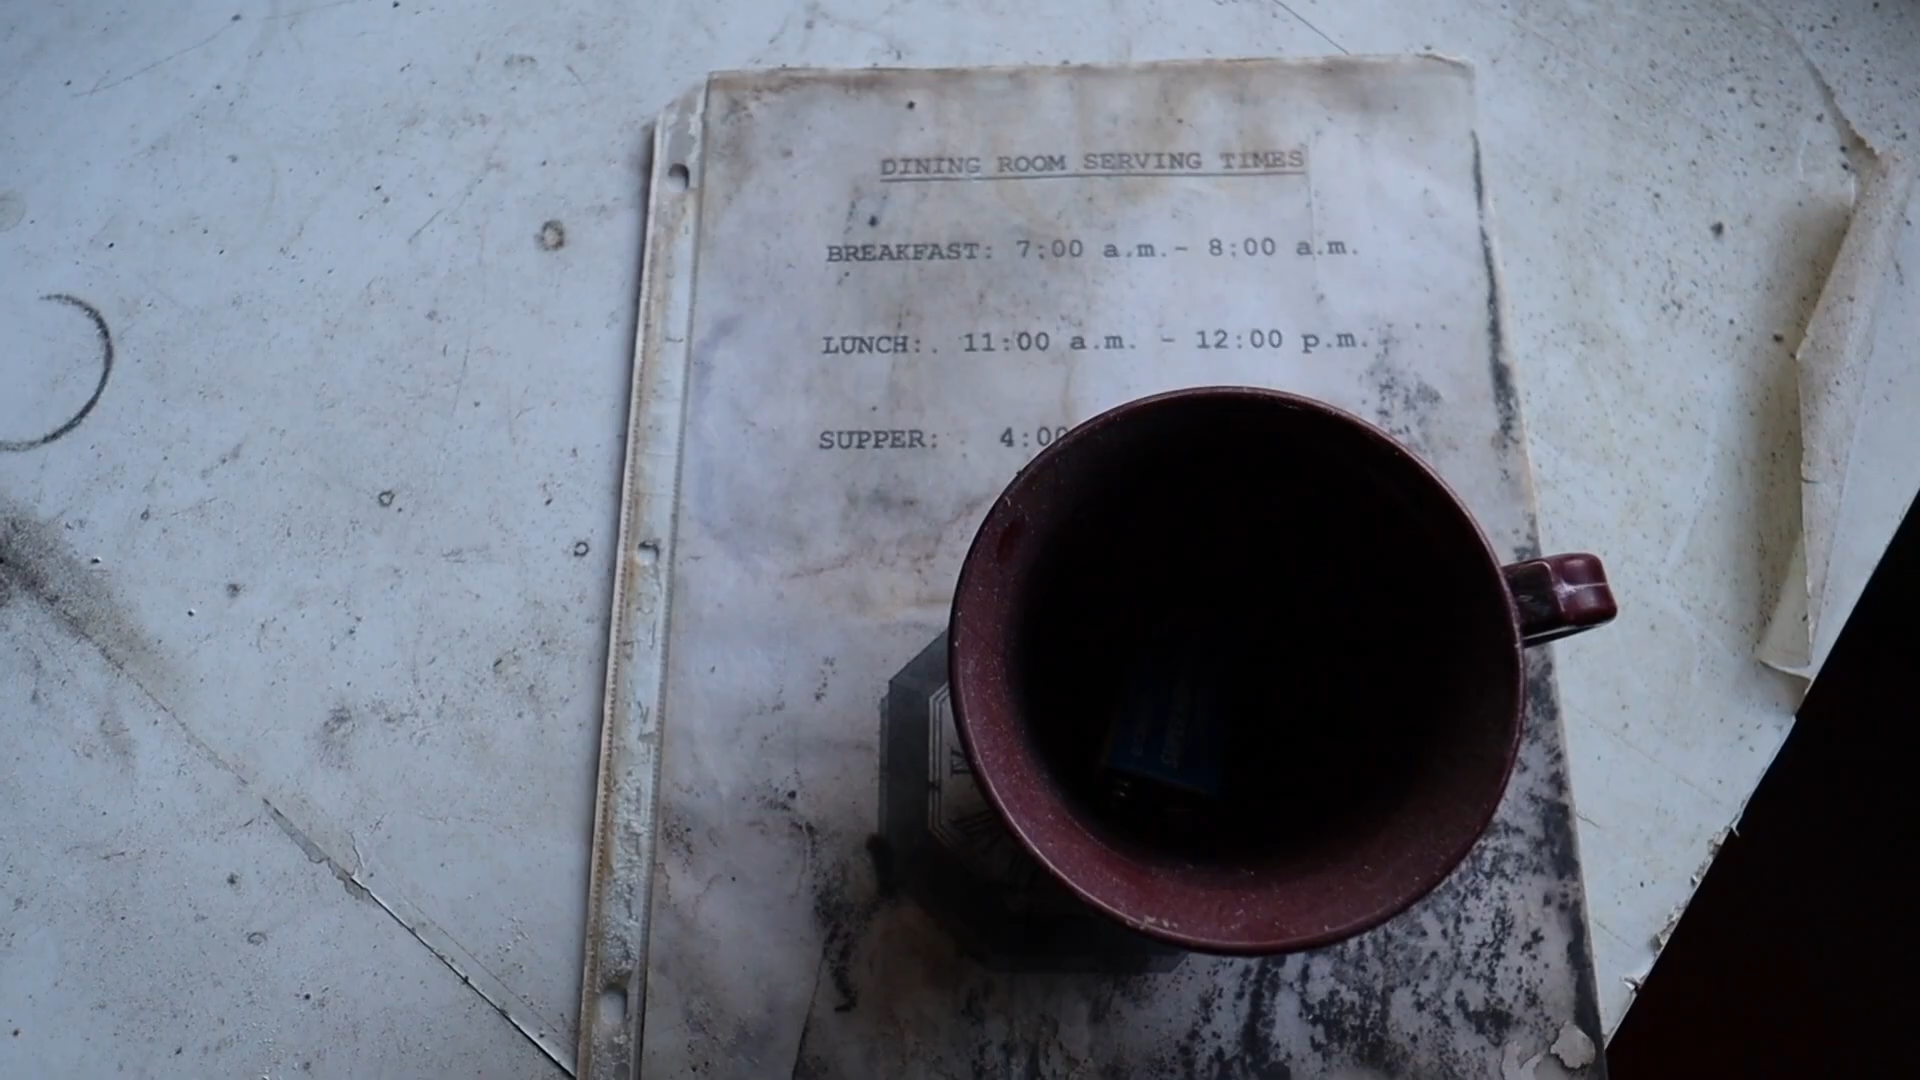 DINING ROOM SERVING TIMES
BREAKFAST: 7:00 a.m.- 8:00 a.m.
LUNCH: 11:00 a.m. - 12:00 p.m.
SUPPER: 4:00